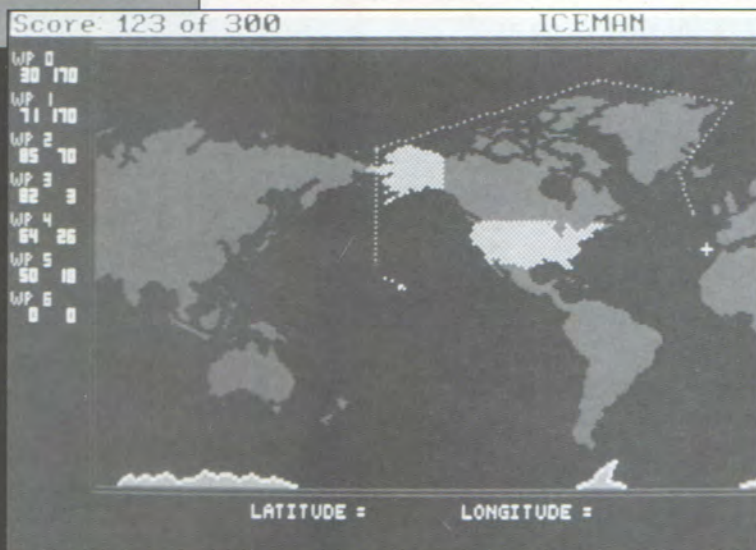 Score: 123 of 300 ICEMAN
WP 0
30 170
WP 1
71 170
WP 2
85 70
WP 3
82 3
WP 4
64 26
WP 5
50 18
WP 6
0 0
LATITUDE = LONGITUDE =